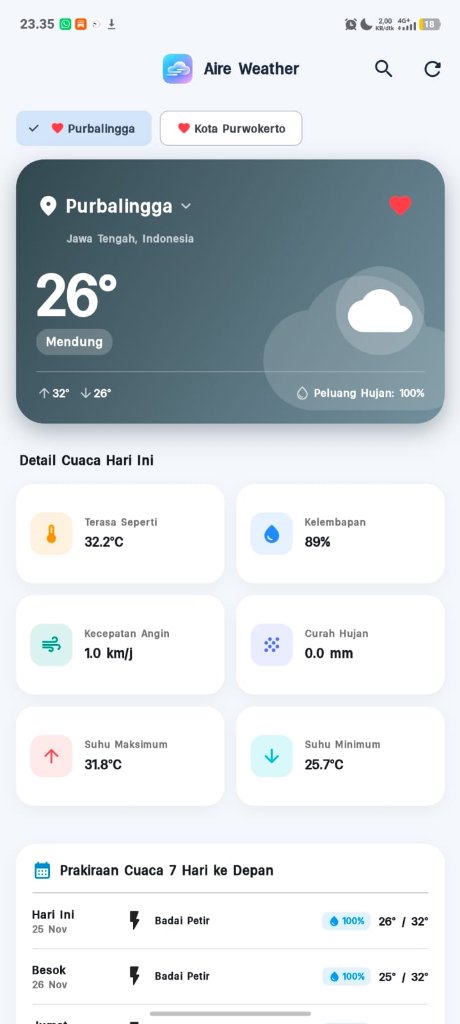 23.35
2,00
KB/dtk
4G+
18
Aire Weather
Purbalingga
Kota Purwokerto
Purbalingga
Jawa Tengah, Indonesia
26°
Mendung
32° 26°
Peluang Hujan: 100%
Detail Cuaca Hari Ini
Terasa Seperti
32.2°C
Kelembapan
89%
Kecepatan Angin
1.0 km/j
Curah Hujan
0.0 mm
Suhu Maksimum
31.8°C
Suhu Minimum
25.7°C
Prakiraan Cuaca 7 Hari ke Depan
Hari Ini
25 Nov
Badai Petir
100%
26° / 32°
Besok
26 Nov
Badai Petir
100%
25° / 32°